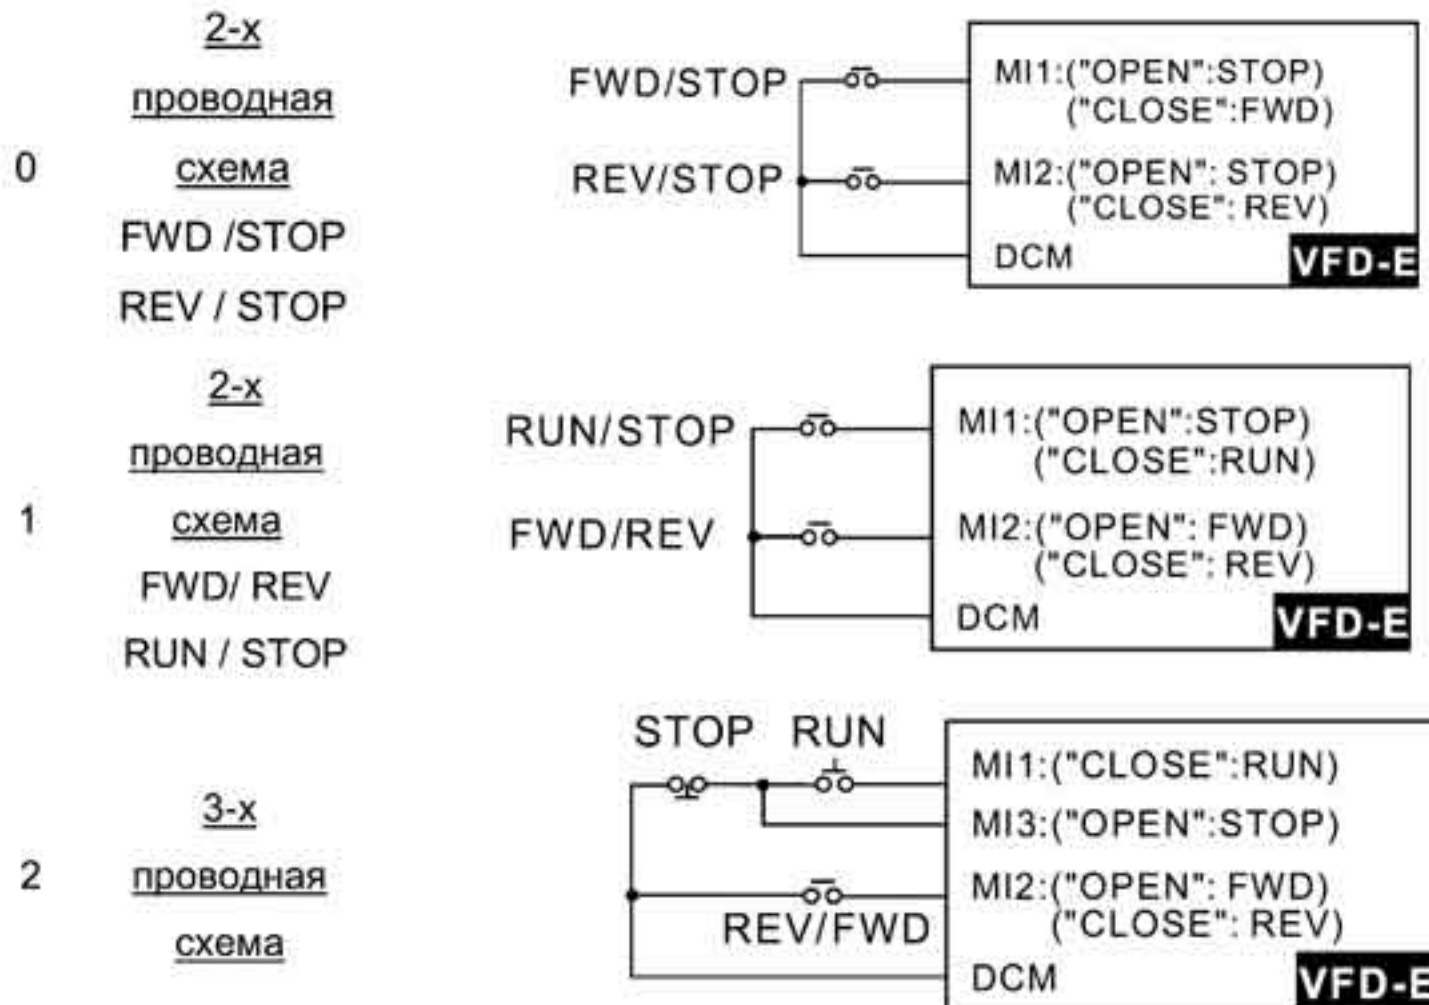 2-х
проводная
0
схема
FWD /STOP
REV / STOP
FWD/STOP
REV/STOP
MI1:("OPEN":STOP)
("CLOSE":FWD)
MI2:("OPEN": STOP)
("CLOSE": REV)
DCM
VFD-E
2-х
проводная
1
схема
FWD/ REV
RUN / STOP
RUN/STOP
FWD/REV
MI1:("OPEN":STOP)
("CLOSE":RUN)
MI2:("OPEN": FWD)
("CLOSE": REV)
DCM
VFD-E
3-х
2
проводная
схема
STOP RUN
REV/FWD
MI1:("CLOSE":RUN)
MI3:("OPEN":STOP)
MI2:("OPEN": FWD)
("CLOSE": REV)
DCM
VFD-E